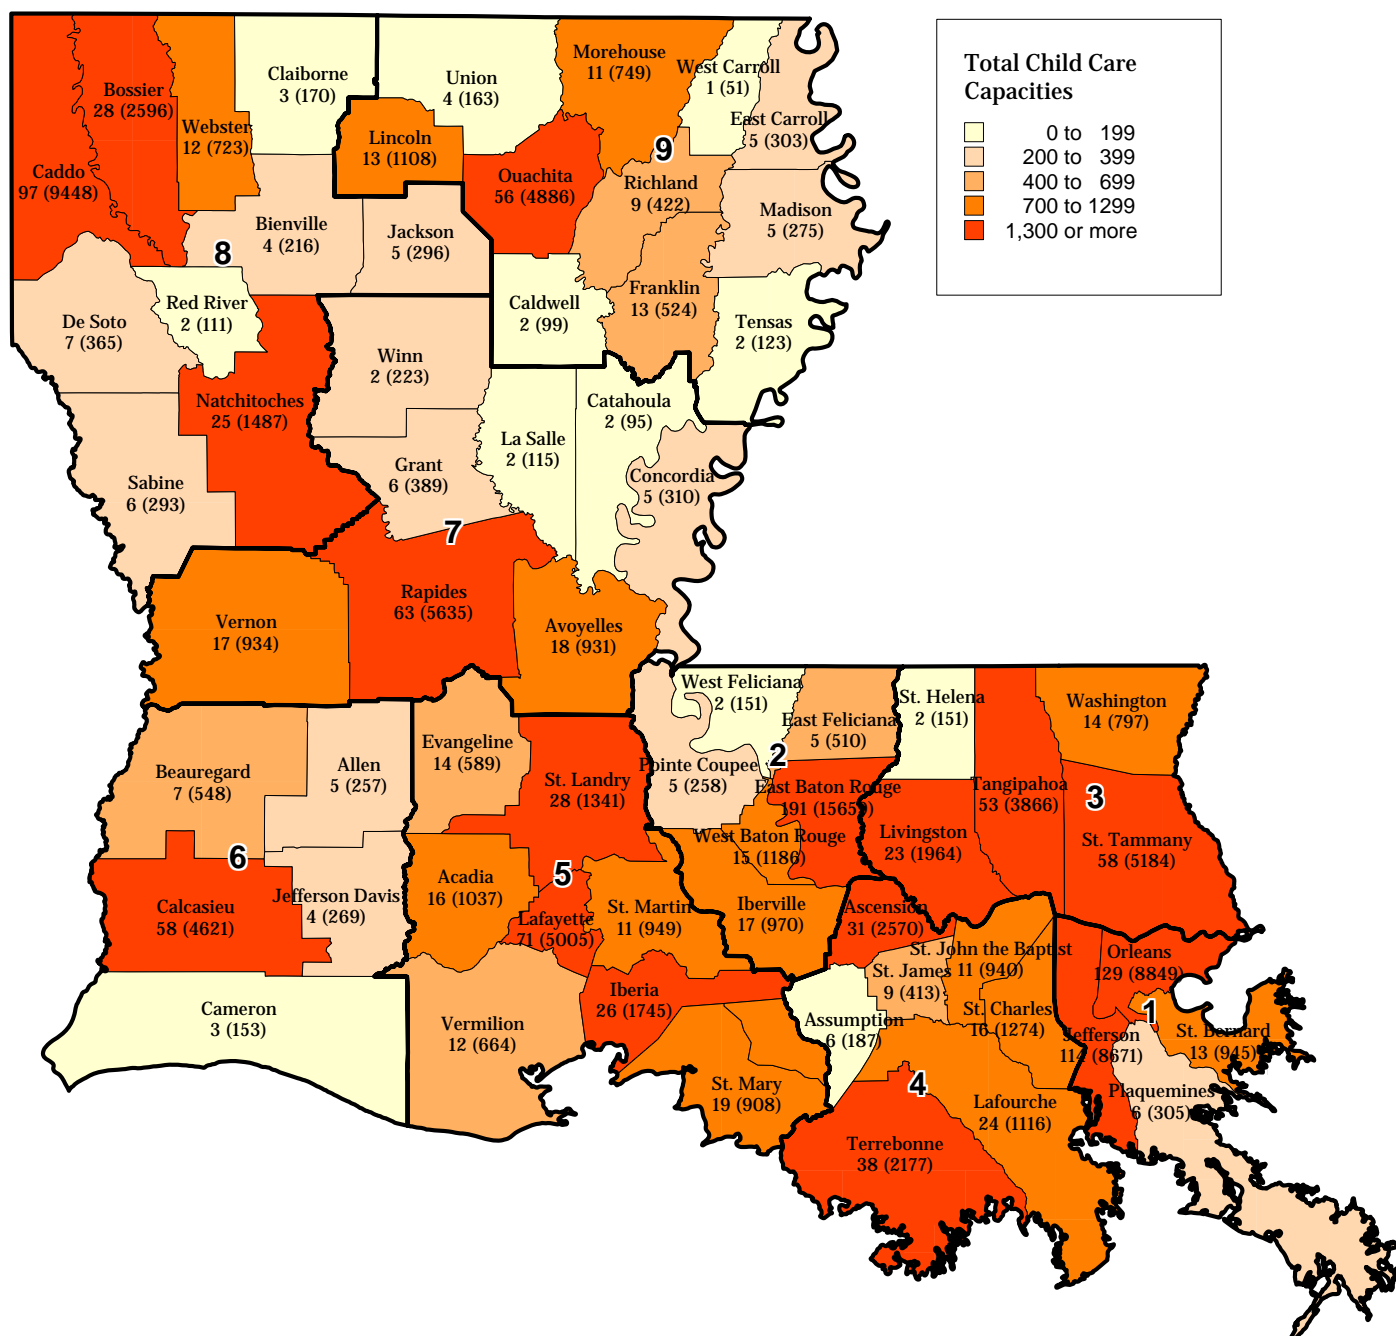 Total Child Care
Capacities
0 to 199
200 to 399
400 to 699
700 to 1299
1,300 or more
Caddo
97 (9448)
Bossier
28 (2596)
Webster
12 (723)
Claiborne
3 (170)
Union
4 (163)
Lincoln
13 (1108)
Morehouse
11 (749)
West Carroll
1 (51)
East Carroll
5 (303)
9
Ouachita
56 (4886)
Richland
9 (422)
Madison
5 (275)
Bienville
4 (216)
Jackson
5 (296)
8
De Soto
7 (365)
Red River
2 (111)
Caldwell
2 (99)
Franklin
13 (524)
Tensas
2 (123)
Winn
2 (223)
Natchitoches
25 (1487)
Catahoula
2 (95)
La Salle
2 (115)
Grant
6 (389)
Concordia
5 (310)
Sabine
6 (293)
7
Rapides
63 (5635)
Vernon
17 (934)
Avoyelles
18 (931)
West Feliciana
2 (151)
East Feliciana
5 (510)
St. Helena
2 (151)
Washington
14 (797)
Evangeline
14 (589)
Beauregard
7 (548)
Allen
5 (257)
St. Landry
28 (1341)
Pointe Coupee
5 (258)
2
East Baton Rouge
191
Tangipahoa
53 (3866)
3
West Baton Rouge
15 (1186)
Livingston
23 (1964)
St. Tammany
58 (5184)
6
5
Acadia
16 (1037)
Jefferson Davis
4 (269)
Calcasieu
58 (4621)
Lafayette
71 (5005)
St. Martin
11 (949)
Iberville
17 (970)
Ascension
31 (2570)
St. John the Baptist
11 (940)
Orleans
129 (8849)
St. James
9 (413)
Iberia
26 (1745)
Cameron
3 (153)
Vermilion
12 (664)
Assumption
6 (187)
St. Charles
16 (1274)
1
Jefferson
114 (8671)
St. Bernard
13 (945)
St. Mary
19 (908)
4
Lafourche
24 (1116)
Plaquemines
6 (305)
Terrebonne
38 (2177)